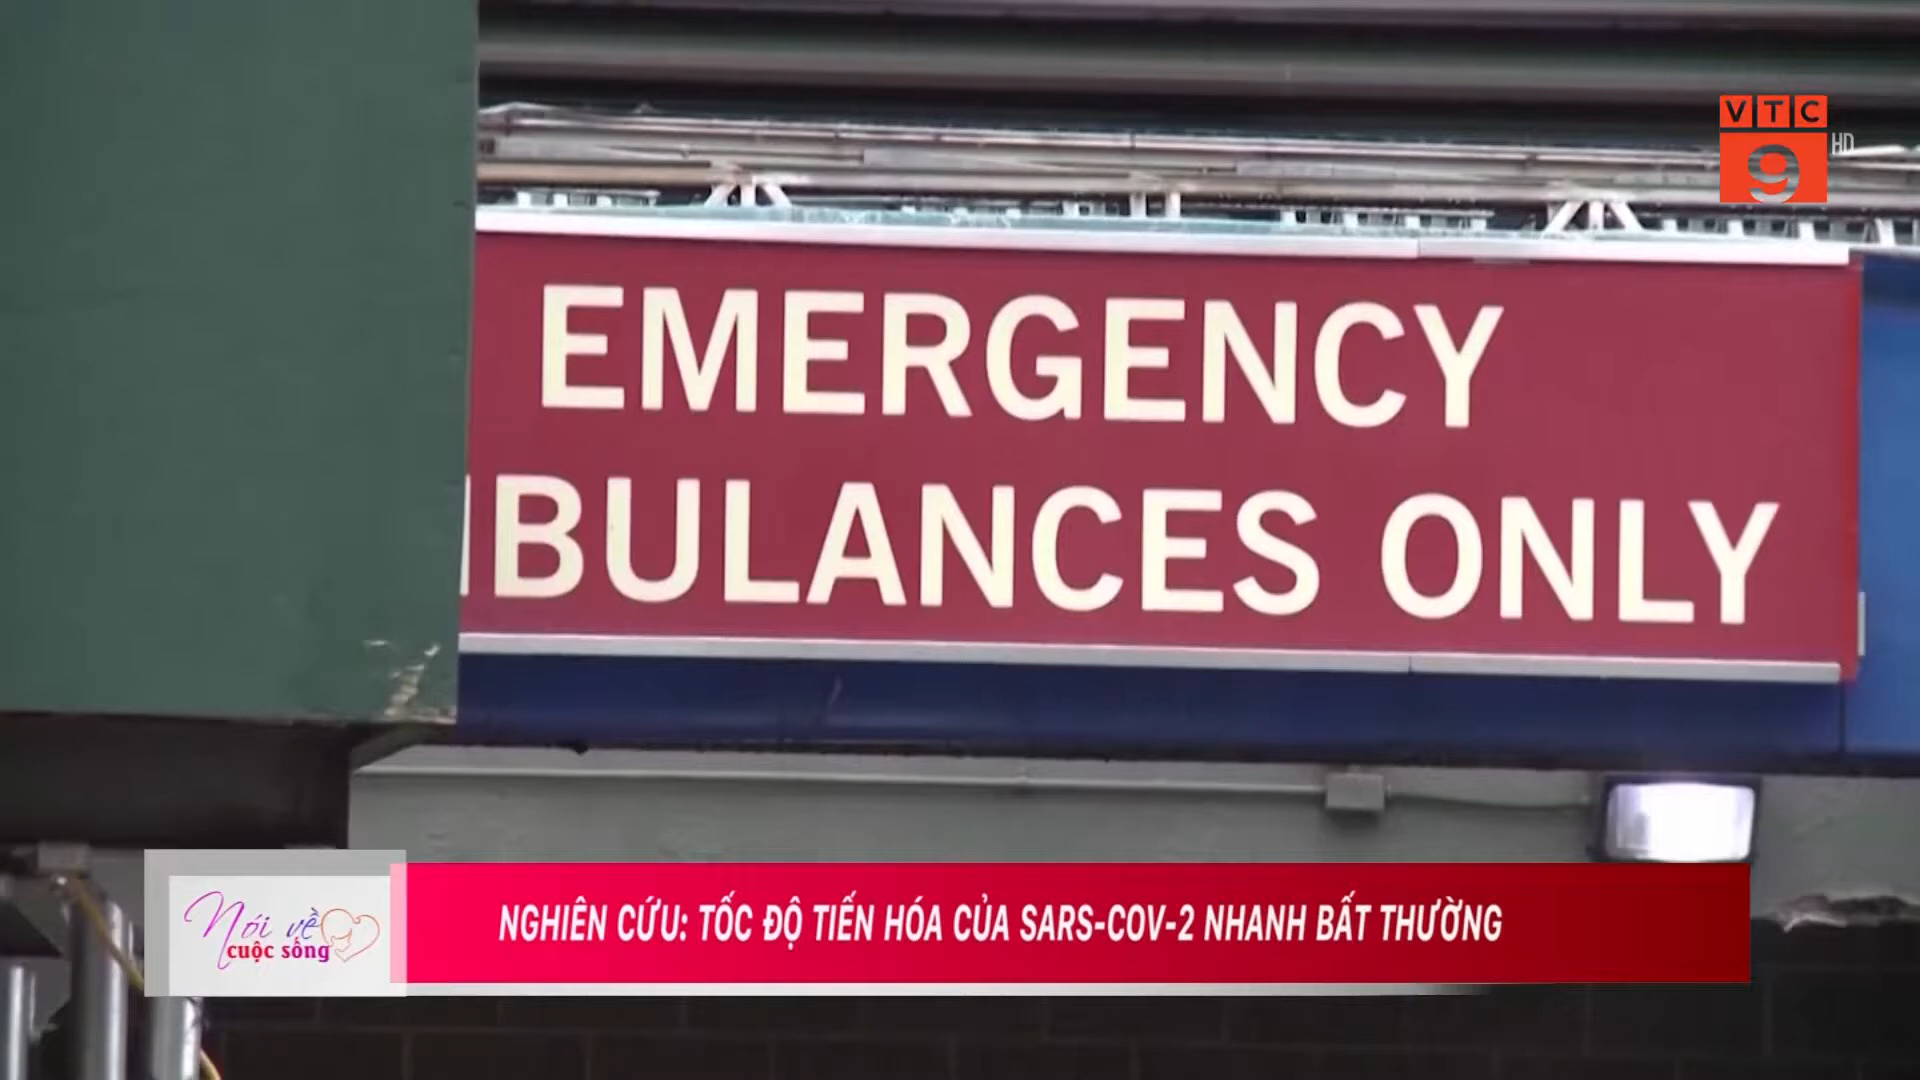 VTC
9
HD
EMERGENCY
BULANCES ONLY
Nói về
cuộc sống
NGHIÊN CỨU: TỐC ĐỘ TIẾN HÓA CỦA SARS-COV-2 NHANH BẤT THƯỜNG